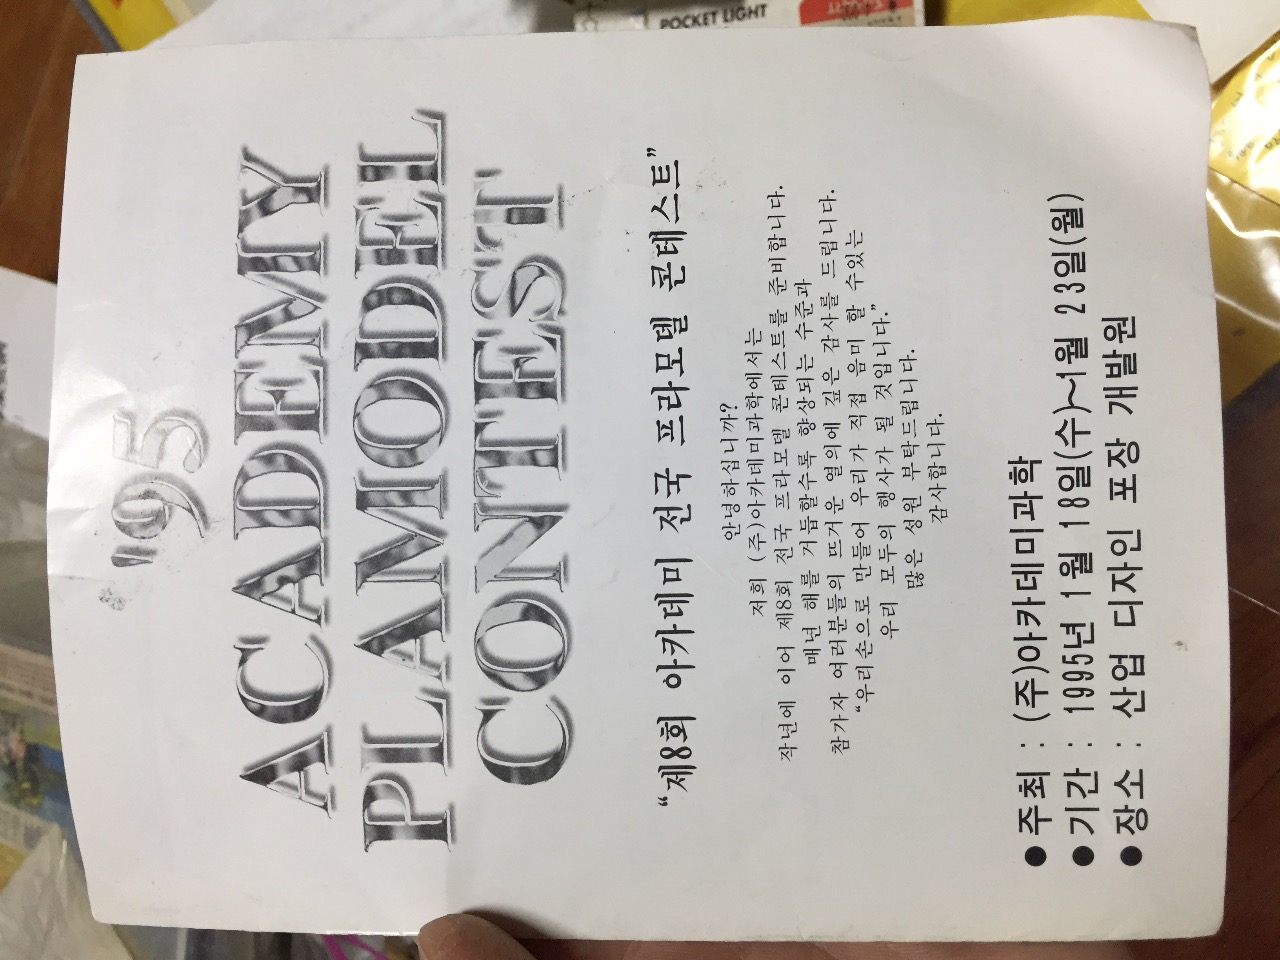 '95
ACADEMY
PLAMODEL
CONTEST
“제8회 아카데미 전국 프라모델 콘테스트”
안녕하십니까?
저희 (주)아카데미과학에서는
작년에 이어 제8회 전국 프라모델 콘테스트를 준비합니다.
매년 해를 거듭할수록 향상되는 수준과
참가자 여러분들의 뜨거운 열의에 깊은 감사를 드립니다.
“우리손으로 만들어 우리가 직접 음미 할 수있는
우리 모두의 행사가 될 것입니다.”
많은 성원 부탁드립니다.
감사합니다.
●주최 : (주)아카데미과학
●기간 : 1995년 1월 18일(수)~1월 23일(월)
●장소 : 산업 디자인 포장 개발원
POCKET LIGHT